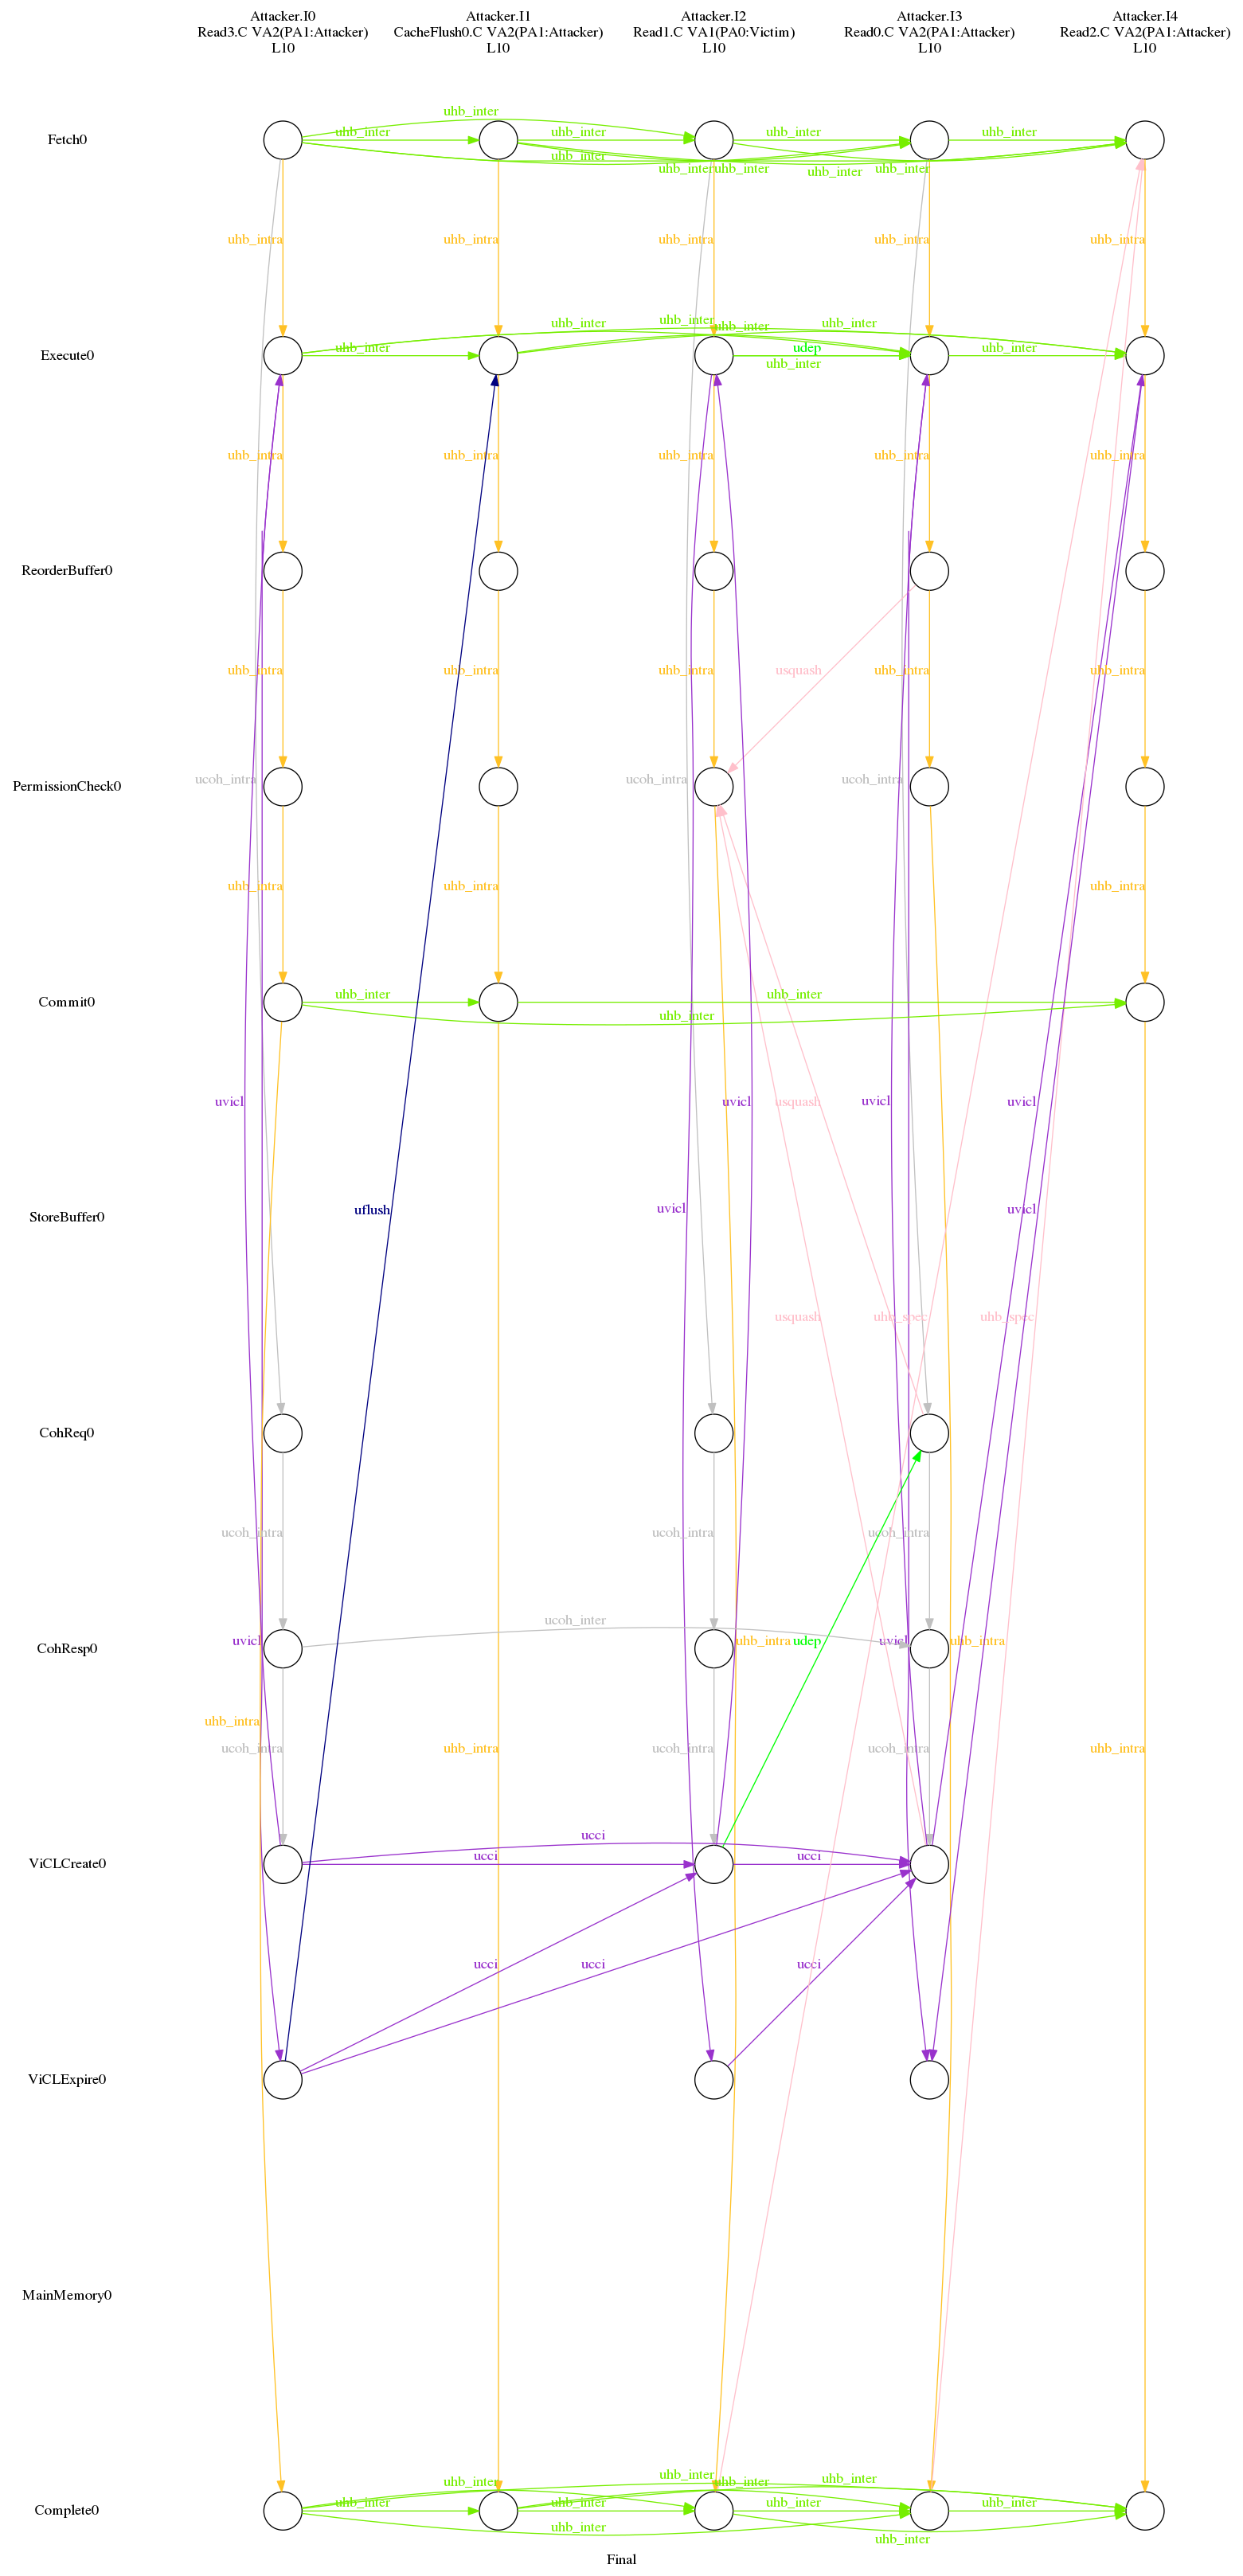 Attacker.I0
Read3.C VA2(PA1:Attacker)
L10
Attacker.I1
CacheFlush0.C VA2(PA1:Attacker)
L10
Attacker.I2
Read1.C VA1(PA0:Victim)
L10
Attacker.I3
Read0.C VA2(PA1:Attacker)
L10
Attacker.I4
Read2.C VA2(PA1:Attacker)
L10
uhb_inter
Fetch0
uhb_inter
uhb_inter
uhb_inter
uhb_inter
uhb_inter
uhb_inter
uhb_inter
uhb_inter
uhb_inter
uhb_intra
uhb_intra
uhb_intra
uhb_intra
uhb_intra
uhb_inter
uhb_inter
uhb_inter
uhb_inter
Execute0
uhb_inter
udep
uhb_inter
uhb_inter
uhb_intra
uhb_intra
uhb_intra
uhb_intra
uhb_intra
ReorderBuffer0
uhb_intra
uhb_intra
uhb_intra
usquash
uhb_intra
uhb_intra
PermissionCheck0
ucoh_intra
ucoh_intra
ucoh_intra
uhb_intra
uhb_intra
uhb_intra
Commit0
uhb_inter
uhb_inter
uhb_inter
uvicl
uvicl
usquash
uvicl
uvicl
StoreBuffer0
uflush
uvicl
uvicl
usquash
uhb_spec
uhb_spec
CohReq0
ucoh_intra
ucoh_intra
ucoh_intra
ucoh_inter
CohResp0
uvicl
uhb_intra
udep
uvicl
uhb_intra
uhb_intra
ucoh_intra
uhb_intra
ucoh_intra
ucoh_intra
uhb_intra
ucci
ViCLCreate0
ucci
ucci
ucci
ucci
ucci
ViCLExpire0
MainMemory0
uhb_inter
uhb_inter
uhb_inter
uhb_inter
Complete0
uhb_inter
uhb_inter
uhb_inter
uhb_inter
uhb_inter
uhb_inter
Final